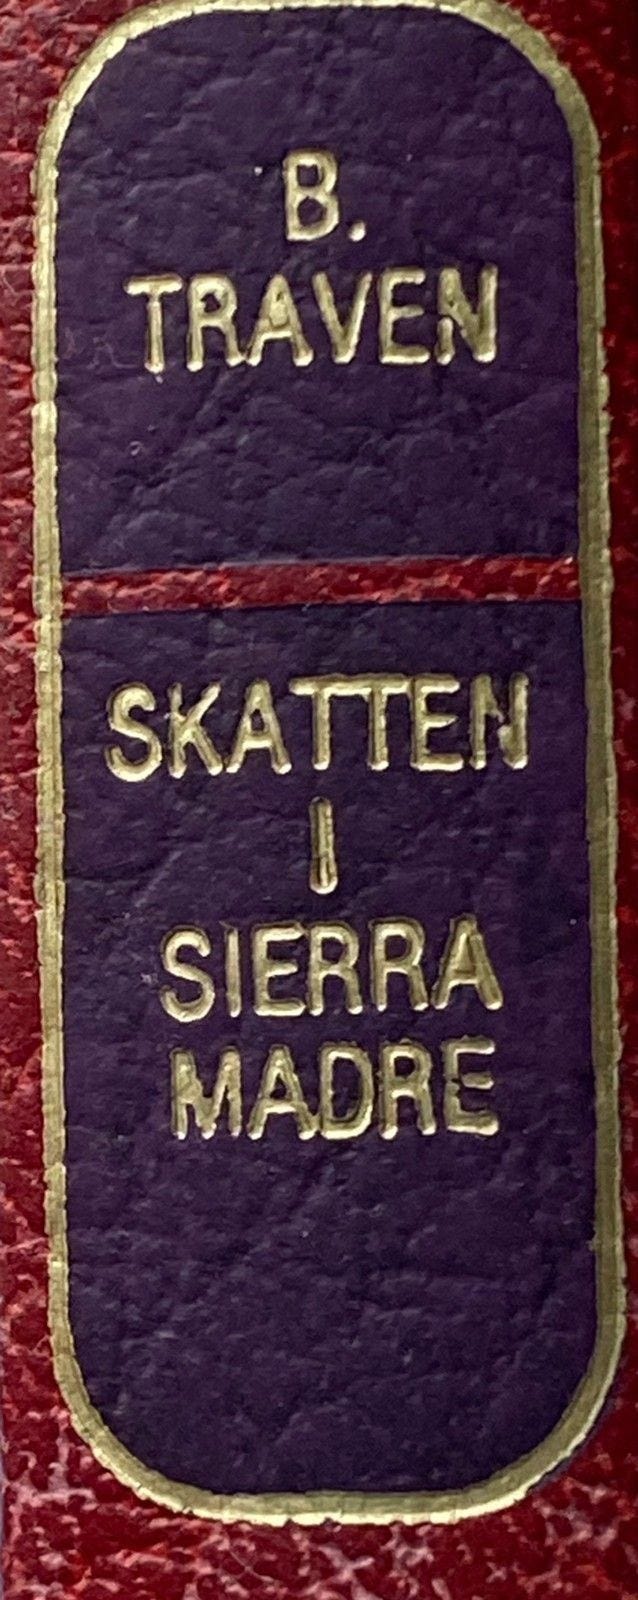 B.
TRAVEN
SKATTEN
I
SIERRA
MADRE